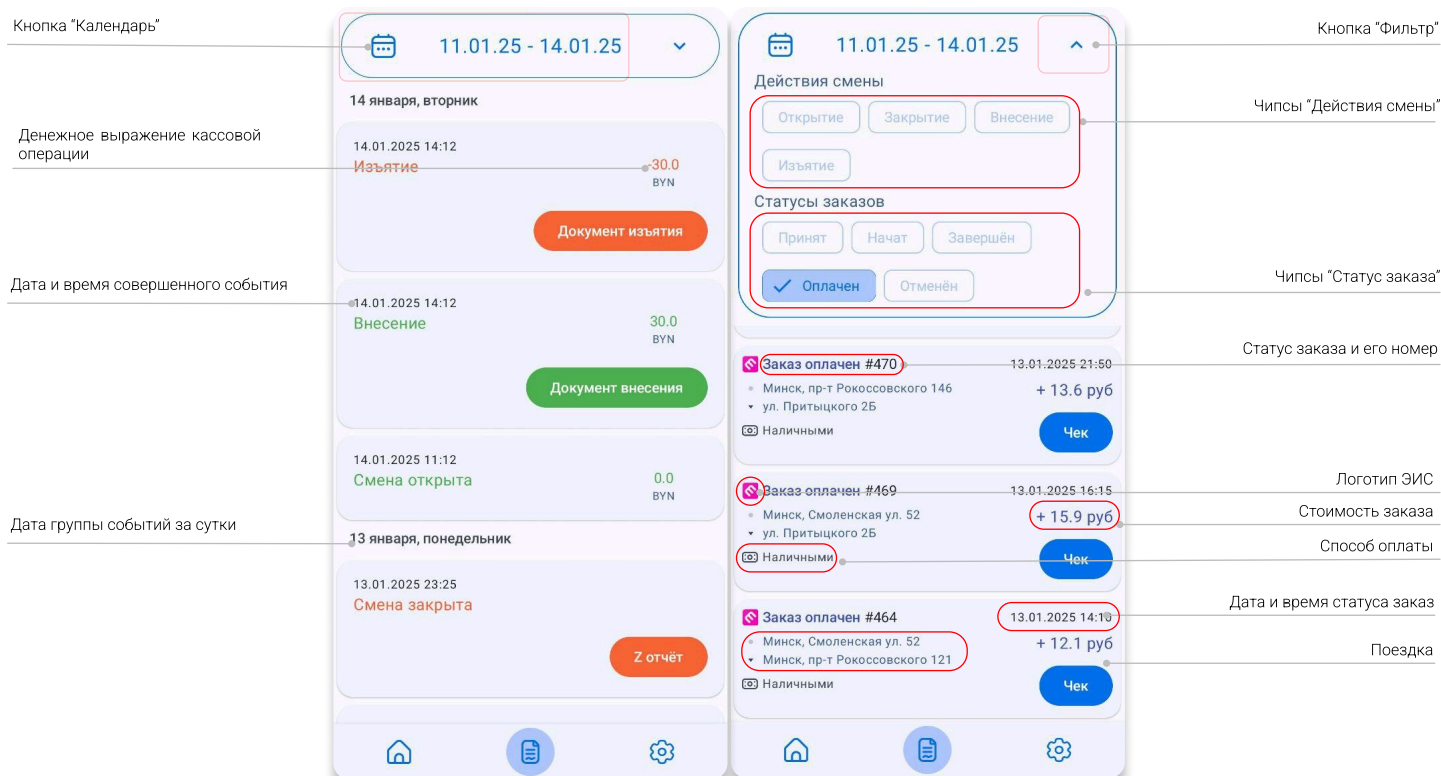 Кнопка “Календарь”
Денежное выражение кассовой
операции
Дата и время совершенного события
Дата группы событий за сутки
11.01.25 - 14.01.25
14 января, вторник
14.01.2025 14:12
Изъятие
-30.0
BYN
Документ изъятия
14.01.2025 14:12
Внесение
30.0
BYN
Документ внесения
14.01.2025 11:12
Смена открыта
0.0
BYN
13 января, понедельник
13.01.2025 23:25
Смена закрыта
Z отчёт
11.01.25 - 14.01.25
Действия смены
Открытие Закрытие Внесение
Изъятие
Статусы заказов
Принят Начат Завершён
Оплачен Отменён
Заказ оплачен #470 13.01.2025 21:50
Минск, пр-т Рокоссовского 146 + 13.6 руб
ул. Притыцкого 2Б
Наличными Чек
Заказ оплачен #469 13.01.2025 16:15
Минск, Смоленская ул. 52 + 15.9 руб
ул. Притыцкого 2Б
Наличными Чек
Заказ оплачен #464 13.01.2025 14:10
Минск, Смоленская ул. 52 + 12.1 руб
Минск, пр-т Рокоссовского 121
Наличными Чек
Кнопка “Фильтр”
Чипсы “Действия смены”
Чипсы “Статус заказа”
Статус заказа и его номер
Логотип ЭИС
Стоимость заказа
Способ оплаты
Дата и время статуса заказ
Поездка